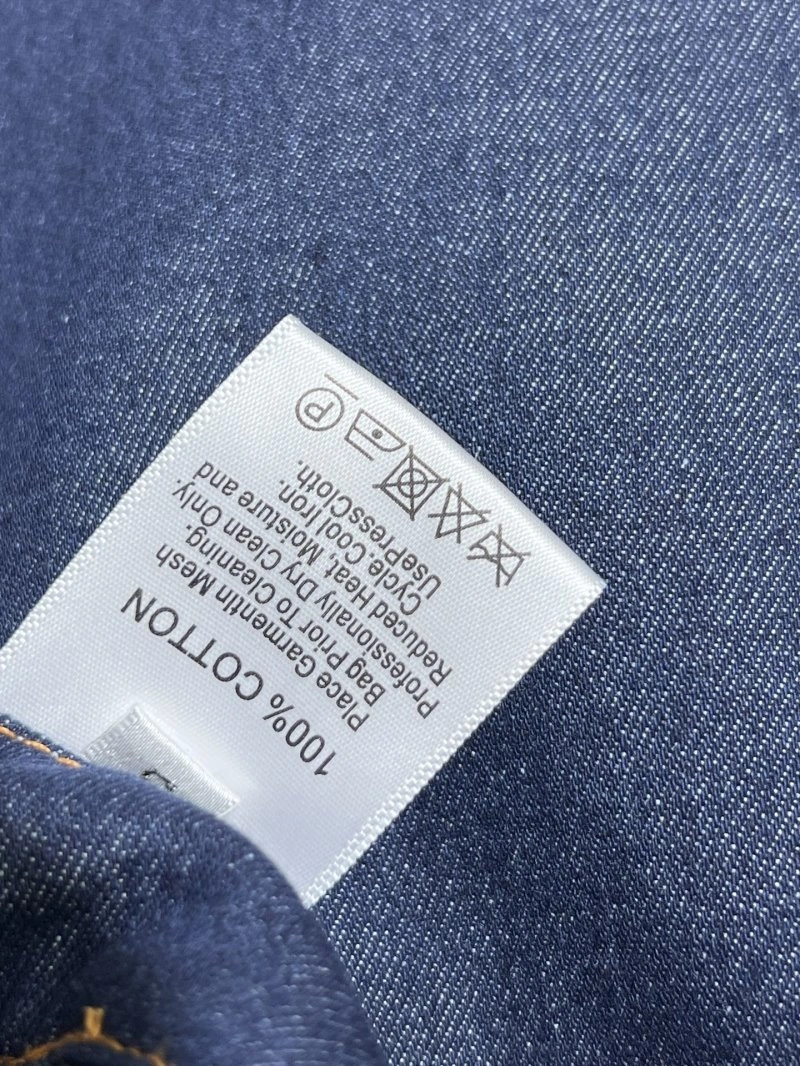 100% COTTON
Place Garmentin Mesh
Bag Prior To Cleaning.
Professionally Dry Clean Only.
Reduced Heat, Moisture and
Cycle.Cool Iron.
UsePressCloth.
P